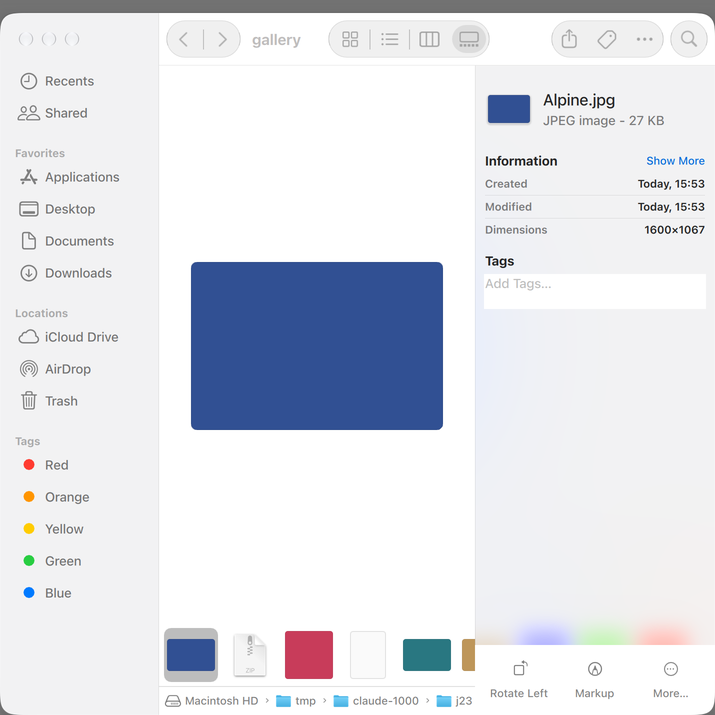 gallery
Recents
Shared
Favorites
Applications
Desktop
Documents
Downloads
Locations
iCloud Drive
AirDrop
Trash
Tags
Red
Orange
Yellow
Green
Blue
Alpine.jpg
JPEG image - 27 KB
Information Show More
Created Today, 15:53
Modified Today, 15:53
Dimensions 1600×1067
Tags
Add Tags...
ZIP
Rotate Left Markup More...
Macintosh HD › tmp › claude-1000 › j23